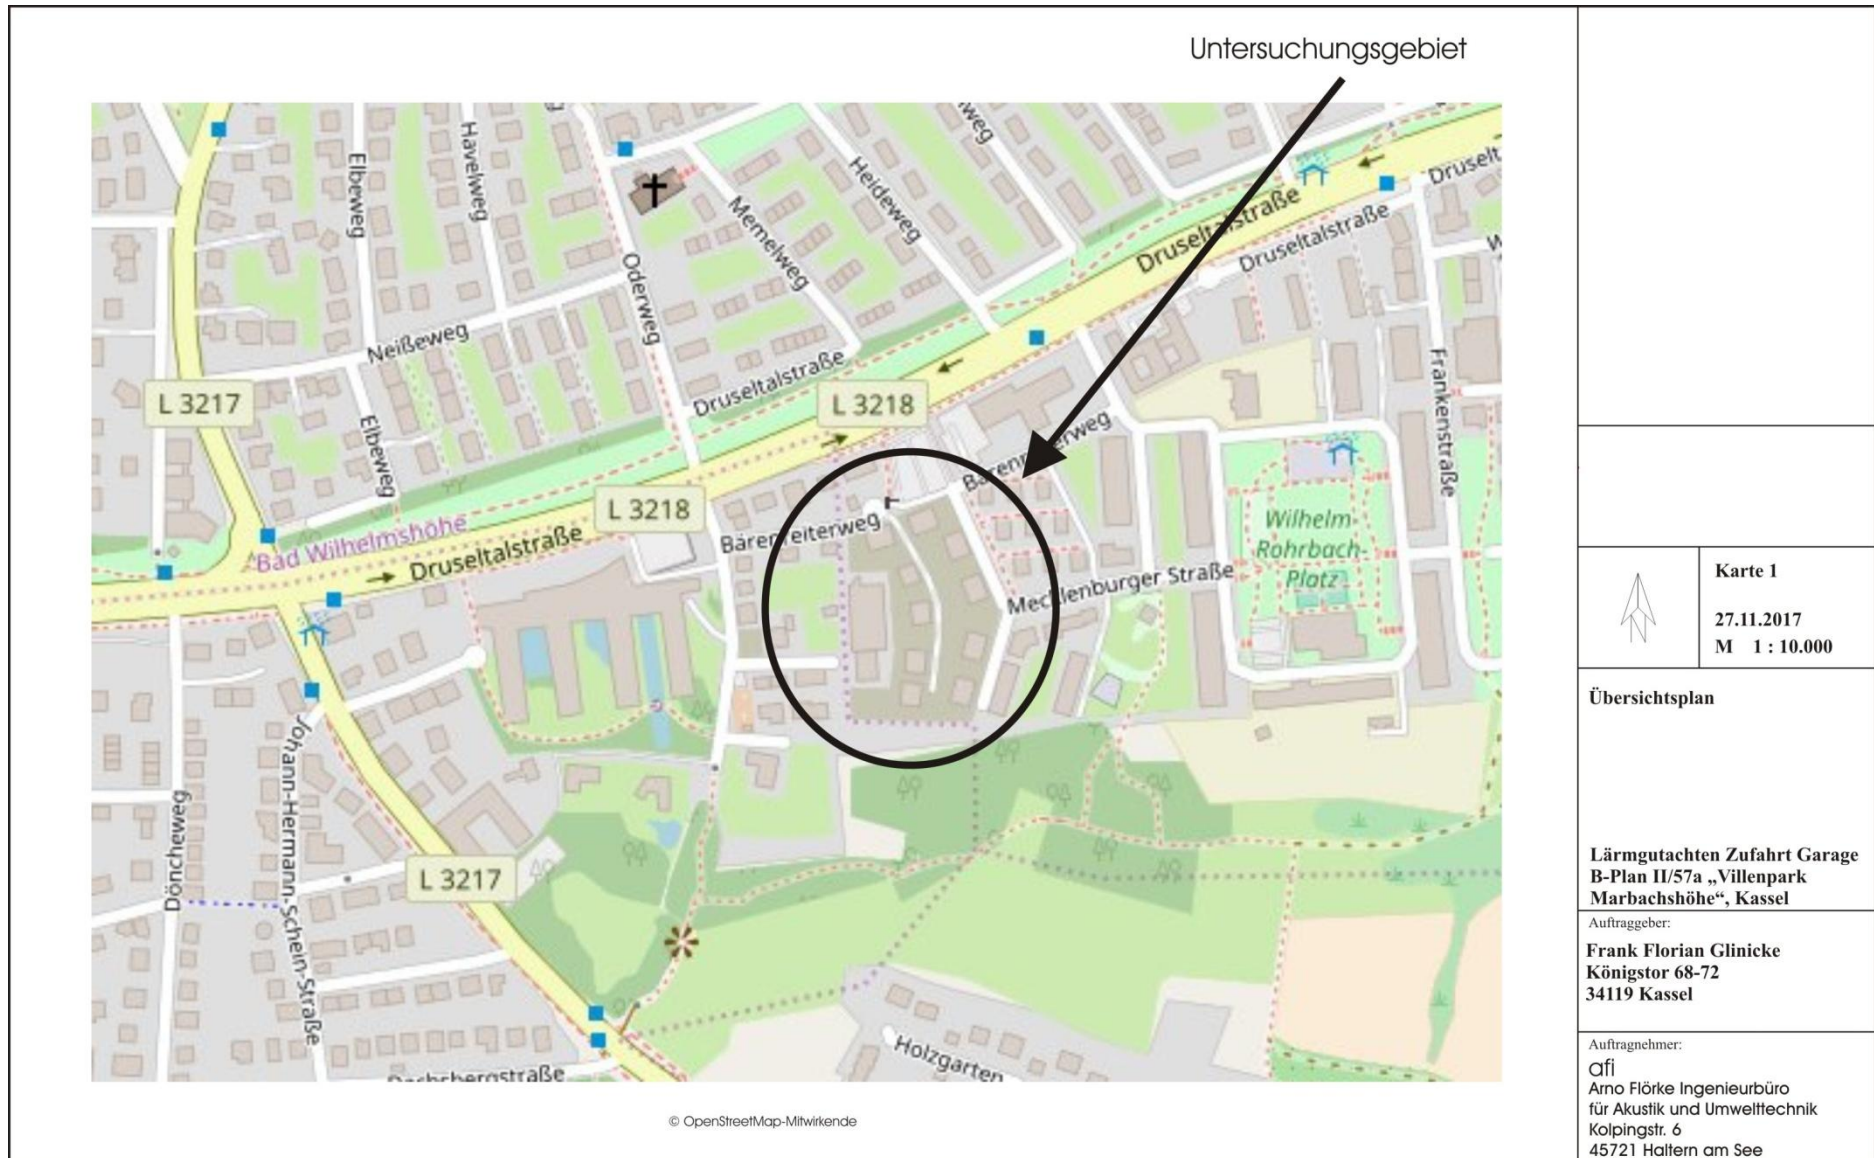 Untersuchungsgebiet
Elbeweg
Havelweg
Heideweg
Memelweg
Oderweg
Neißeweg
Druseltalstraße
Druseltalstraße
Druseltalstraße
L 3217
L 3218
Elbeweg
Frankenstraße
L 3218
Bad Wilhelmshöhe
Druseltalstraße
Bärenreiterweg
Wilhelm-
Rohrbach-
Platz
Mecklenburger Straße
Döncheweg
Johann-Hermann-Schein-Straße
L 3217
Holzgarten
© OpenStreetMap-Mitwirkende
Karte 1
27.11.2017
M 1 : 10.000
Übersichtsplan
Lärmgutachten Zufahrt Garage
B-Plan II/57a „Villenpark
Marbachshöhe“, Kassel
Auftraggeber:
Frank Florian Glinicke
Königstor 68-72
34119 Kassel
Auftragnehmer:
afi
Arno Flörke Ingenieurbüro
für Akustik und Umwelttechnik
Kolpingstr. 6
45721 Haltern am See